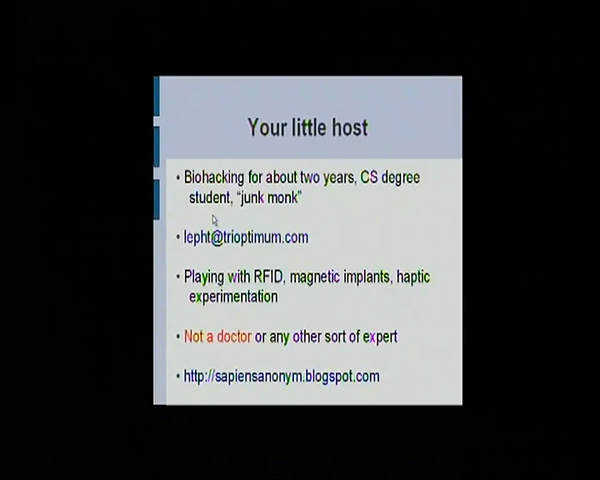 Your little host
• Biohacking for about two years, CS degree
student, “junk monk”
• lepht@trioptimum.com
• Playing with RFID, magnetic implants, haptic
experimentation
• Not a doctor or any other sort of expert
• http://sapiensanonym.blogspot.com